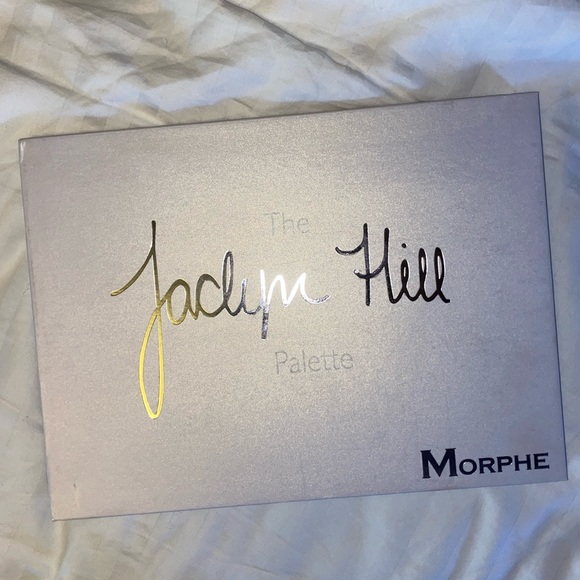 The
Jaclyn Hill
Palette
MORPHE